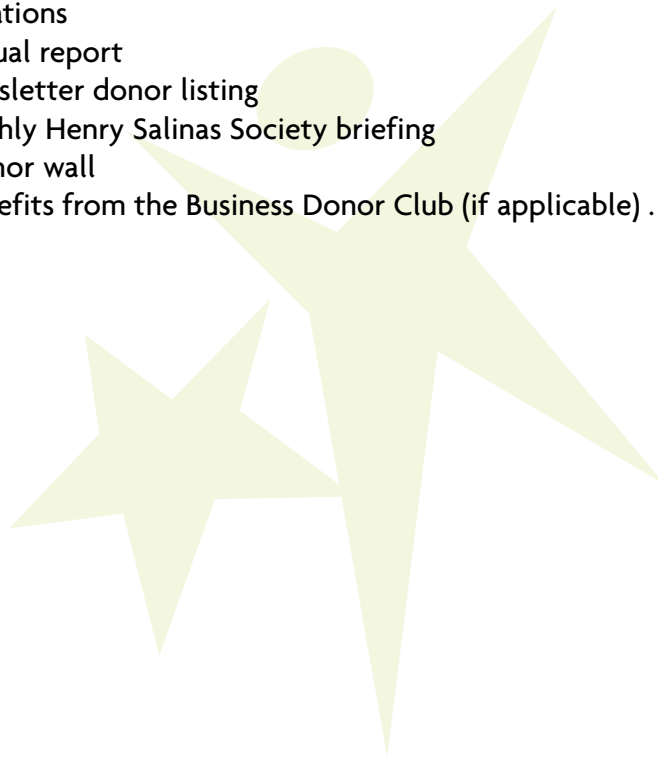 ations
ual report
sletter donor listing
hly Henry Salinas Society briefing
nor wall
efits from the Business Donor Club (if applicable) .